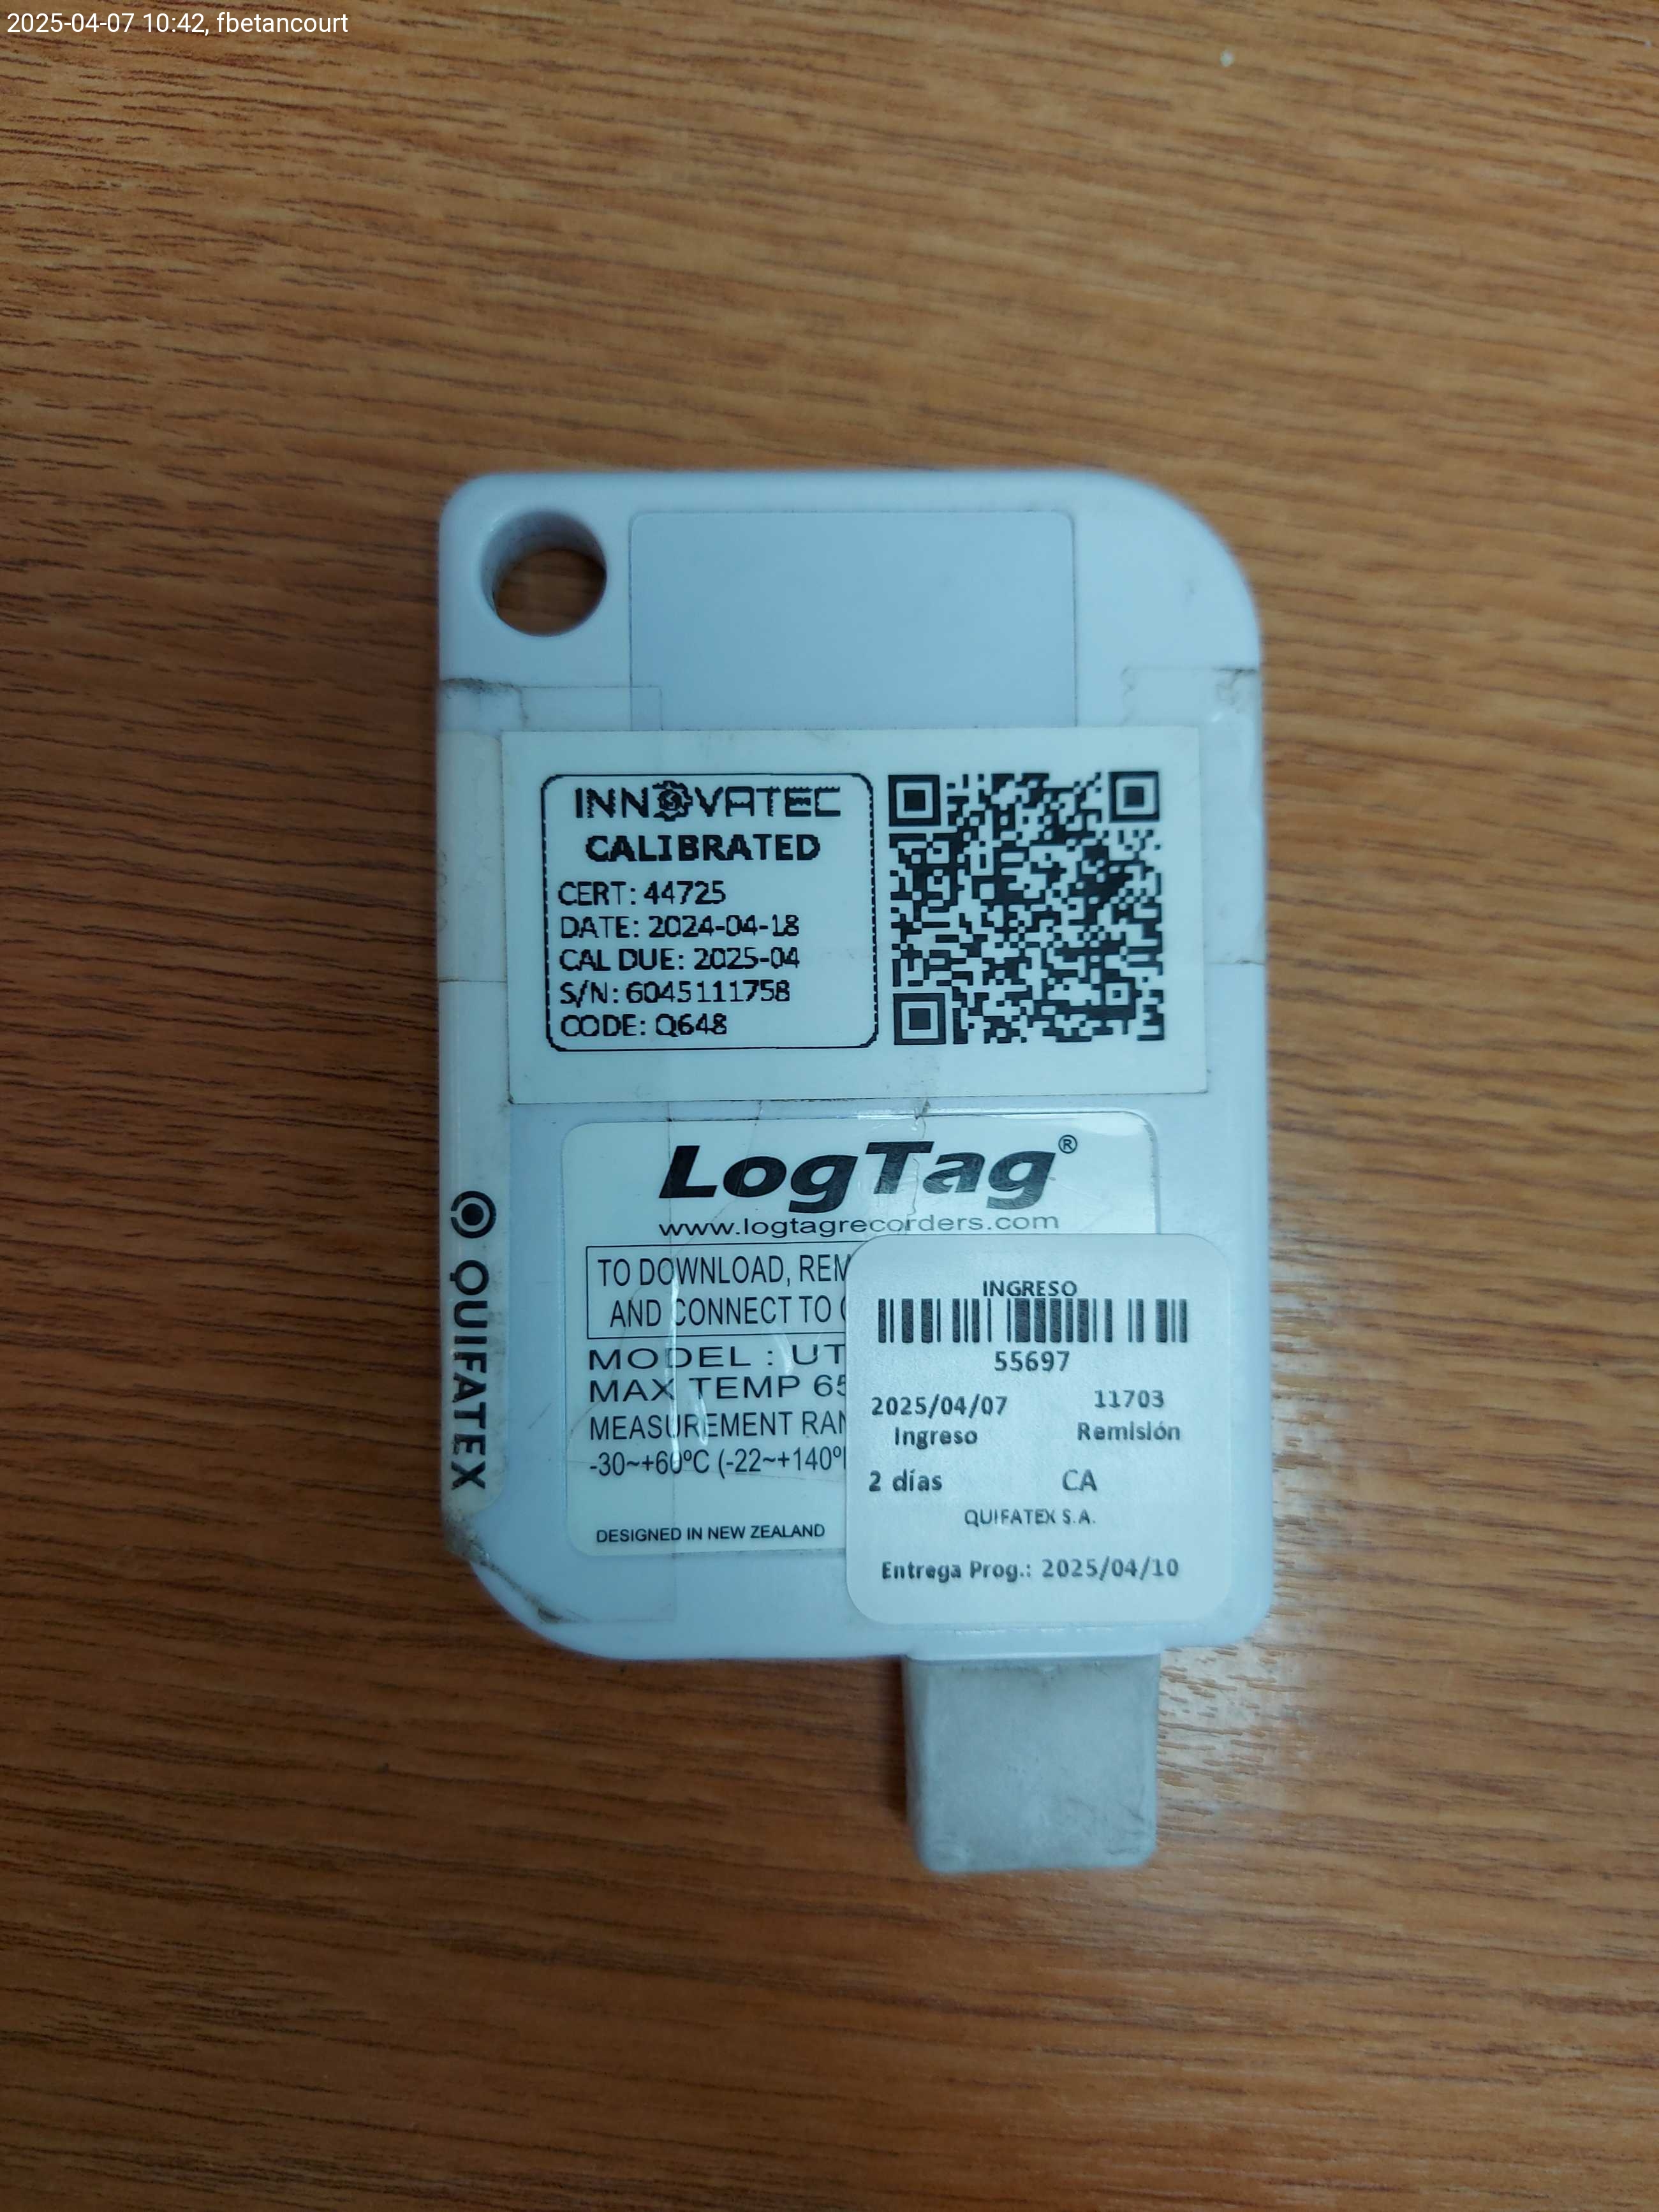 2025-04-07 10:42, fbetancourt
INNOVATEC
CALIBRATED
CERT: 44725
DATE: 2024-04-18
CAL DUE: 2025-04
S/N: 6045111758
CODE: Q648
LogTag®
www.logtagrecorders.com
TO DOWNLOAD, REM
AND CONNECT TO
MODEL : UT
MAX TEMP 65
MEASUREMENT RAN
-30~+60ºC (-22~+140º
DESIGNED IN NEW ZEALAND
QUIFATEX
INGRESO
55697
2025/04/07 11703
Ingreso Remisión
2 días CA
QUIFATEX S.A.
Entrega Prog.: 2025/04/10